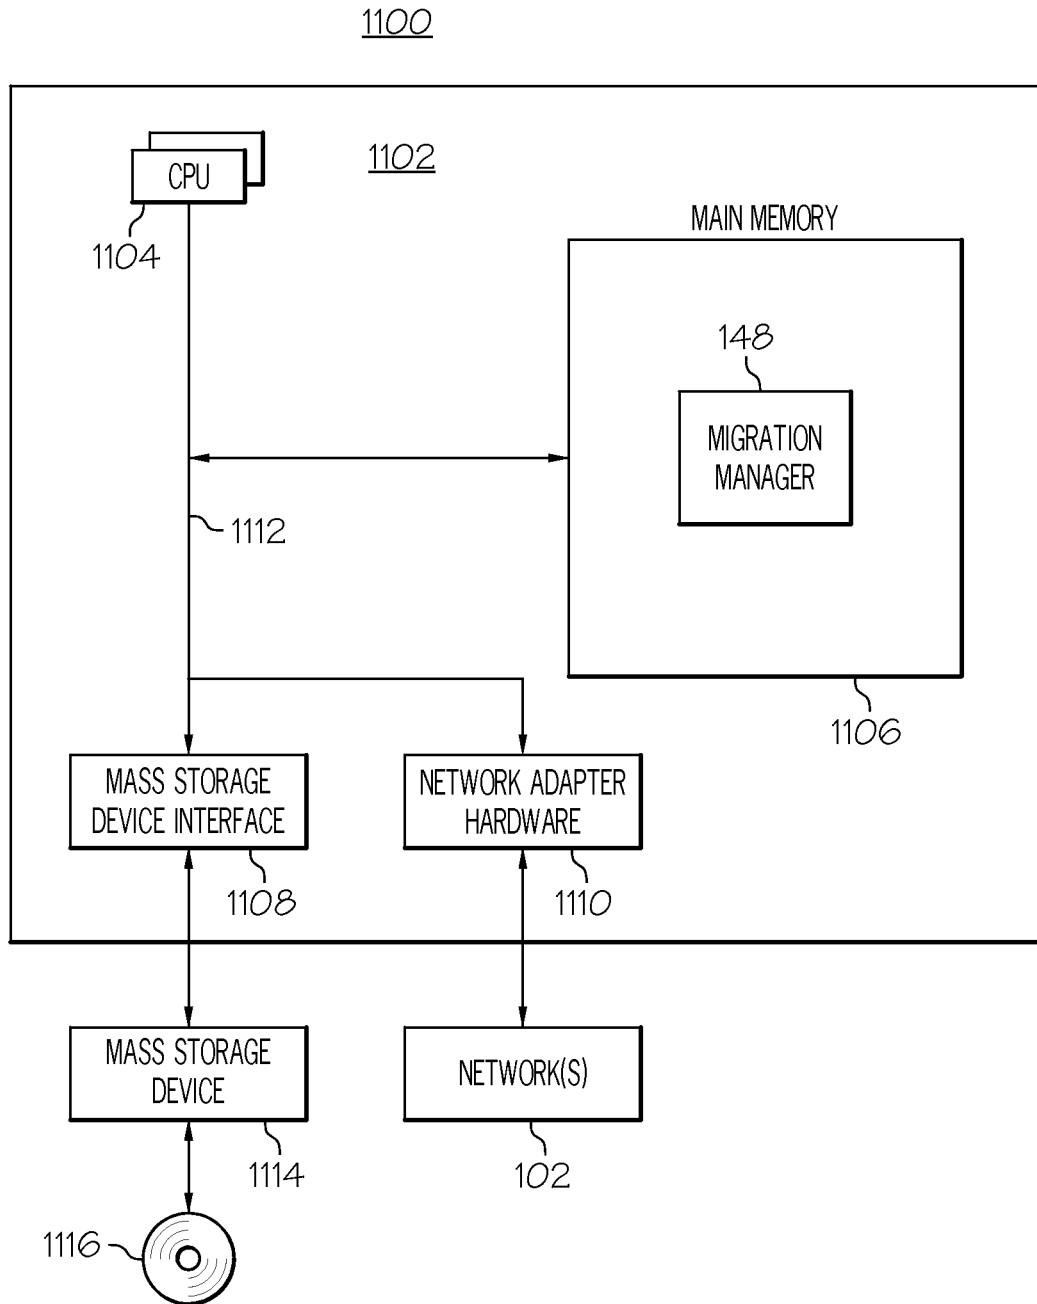 1100
1102
CPU
1104
MAIN MEMORY
148
MIGRATION
MANAGER
1112
1106
MASS STORAGE
DEVICE INTERFACE
1108
NETWORK ADAPTER
HARDWARE
1110
MASS STORAGE
DEVICE
1114
NETWORK(S)
102
1116